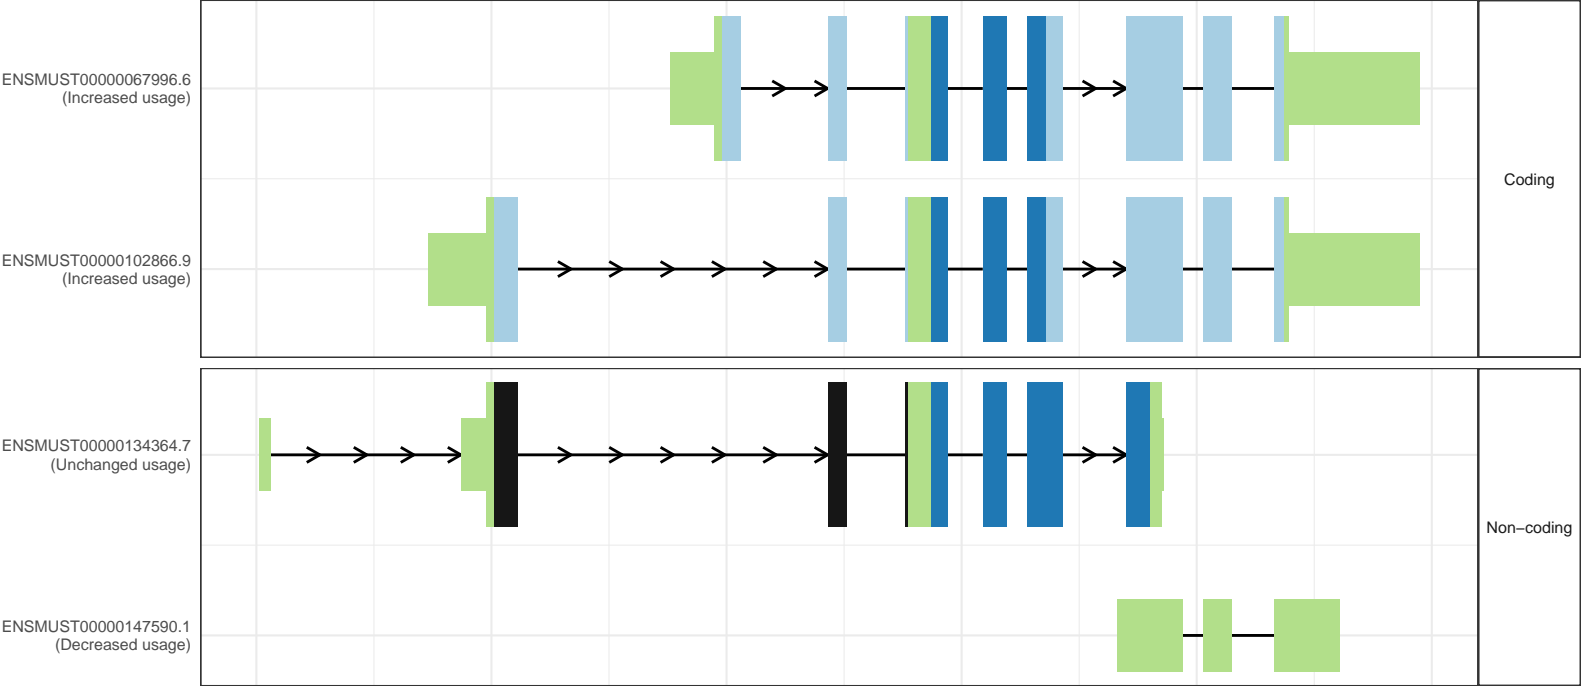 ENSMUST00000067996.6
(Increased usage)
Coding
ENSMUST00000102866.9
(Increased usage)
ENSMUST00000134364.7
(Unchanged usage)
Non−coding
ENSMUST00000147590.1
(Decreased usage)